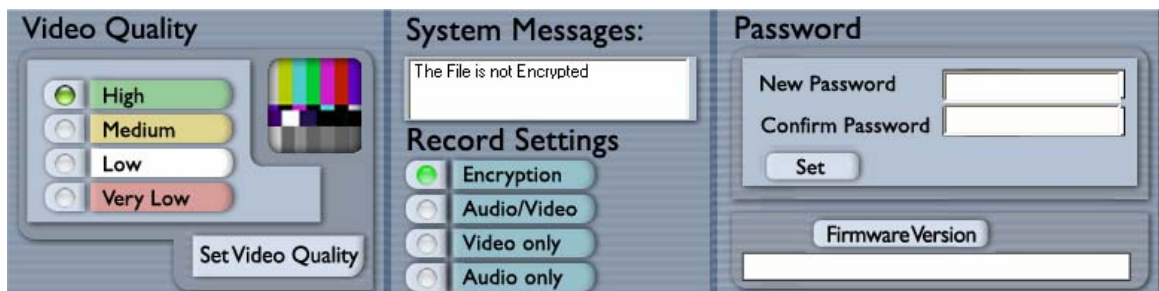 Video Quality
High
Medium
Low
Very Low
Set Video Quality
System Messages:
The File is not Encrypted
Record Settings
Encryption
Audio/Video
Video only
Audio only
Password
New Password
Confirm Password
Set
Firmware Version